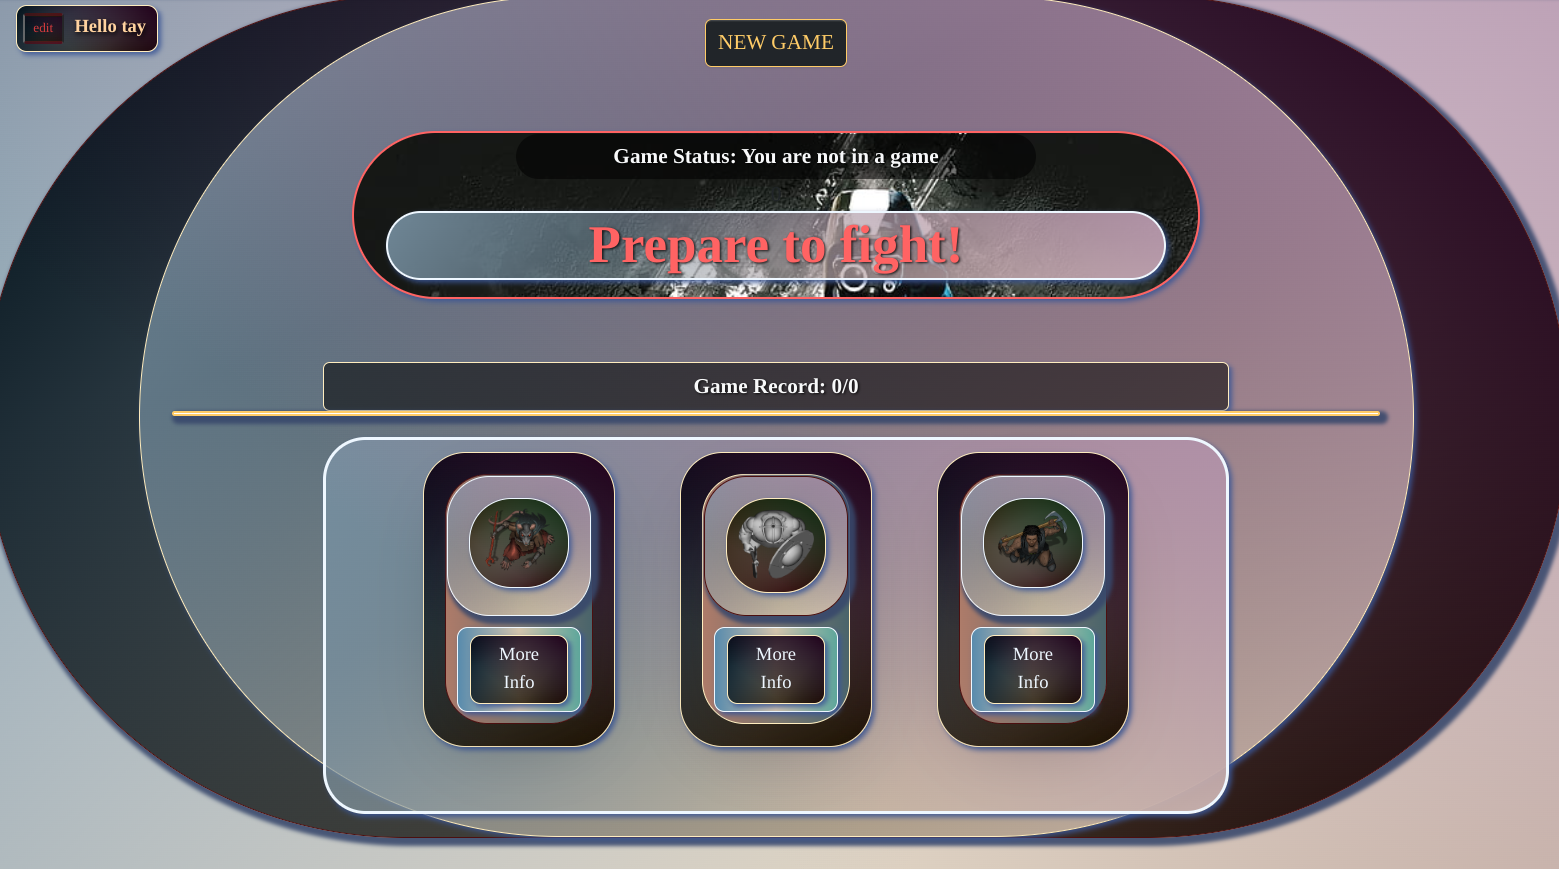 edit
Hello tay
NEW GAME
Game Status: You are not in a game
Prepare to fight!
Game Record: 0/0
More
Info
More
Info
More
Info